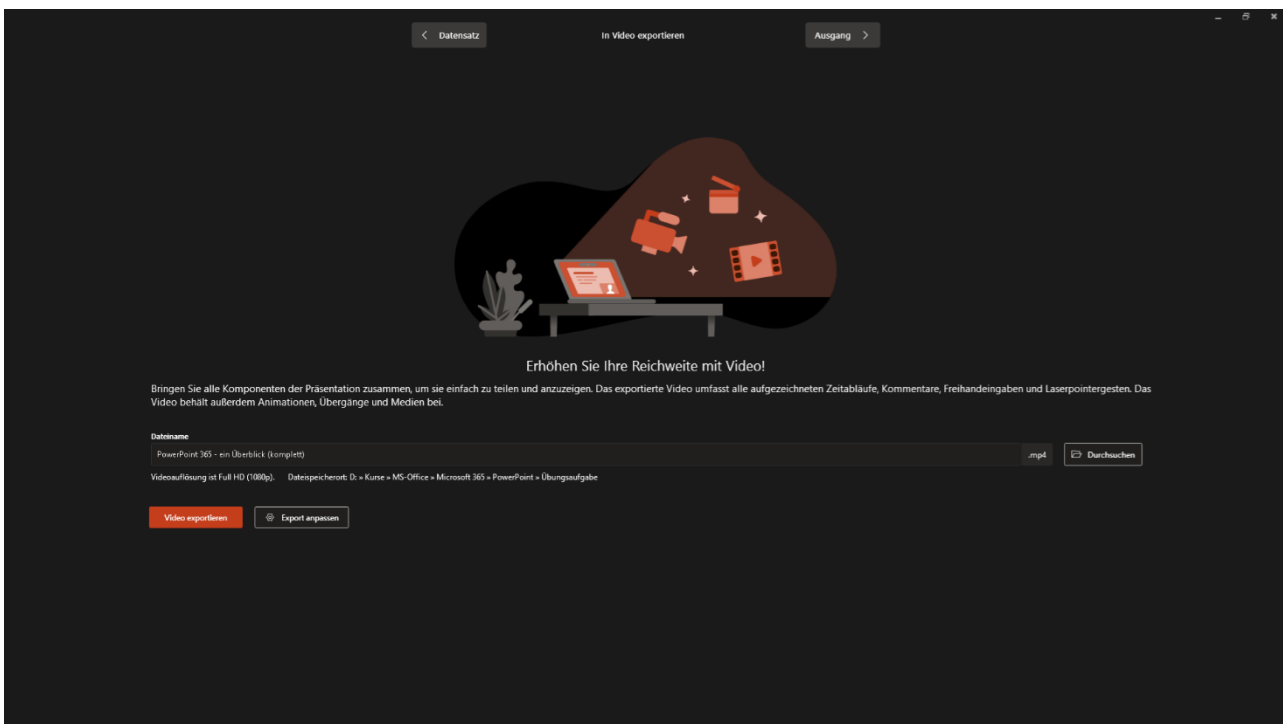 Datensatz
In Video exportieren
Ausgang
Erhöhen Sie Ihre Reichweite mit Video!
Bringen Sie alle Komponenten der Präsentation zusammen, um sie einfach zu teilen und anzuzeigen. Das exportierte Video umfasst alle aufgezeichneten Zeitabläufe, Kommentare, Freihandeingaben und Laserpointergesten. Das
Video behält außerdem Animationen, Übergänge und Medien bei.
Dateiname
PowerPoint 365 - ein Überblick (komplett)
.mp4
Durchsuchen
Videoauflösung ist Full HD (1080p). Dateispeicherort: D: » Kurse » MS-Office » Microsoft 365 » PowerPoint » Übungsaufgabe
Video exportieren
Export anpassen